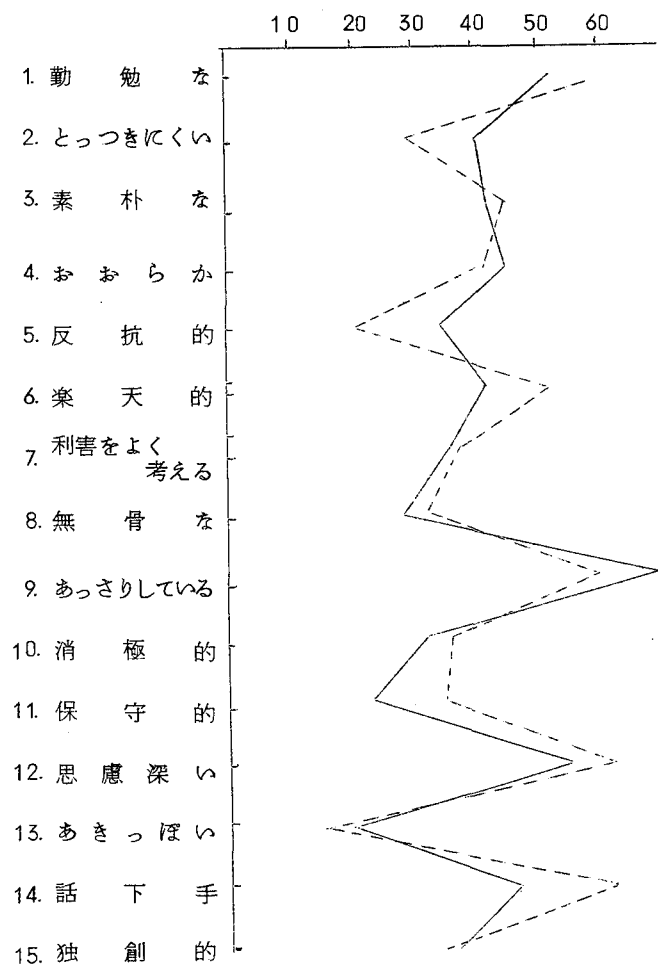 10 20 30 40 50 60
1. 勤勉な
2. とっつきにくい
3. 素朴な
4. おおらか
5. 反抗的
6. 楽天的
7. 利害をよく
考える
8. 無骨な
9. あっさりしている
10. 消極的
11. 保守的
12. 思慮深い
13. あきっぽい
14. 話下手
15. 独創的